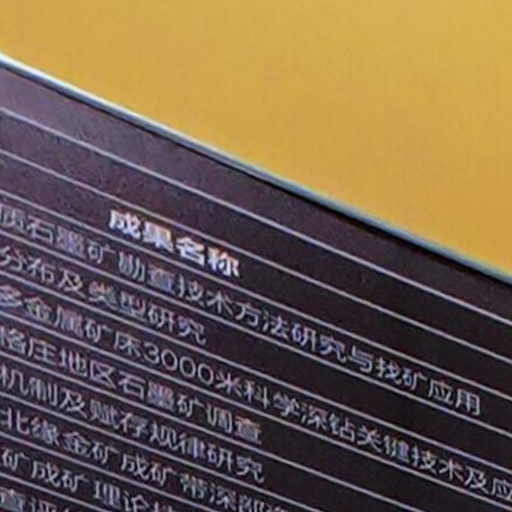 成果名称
质石墨矿勘查技术方法研究与找矿应用
分布及类型研究
多金属矿床3000米科学深钻关键技术及应
格庄地区石墨矿调查
机制及赋存规律研究
北缘金矿成矿带深部
矿成矿理论
查评